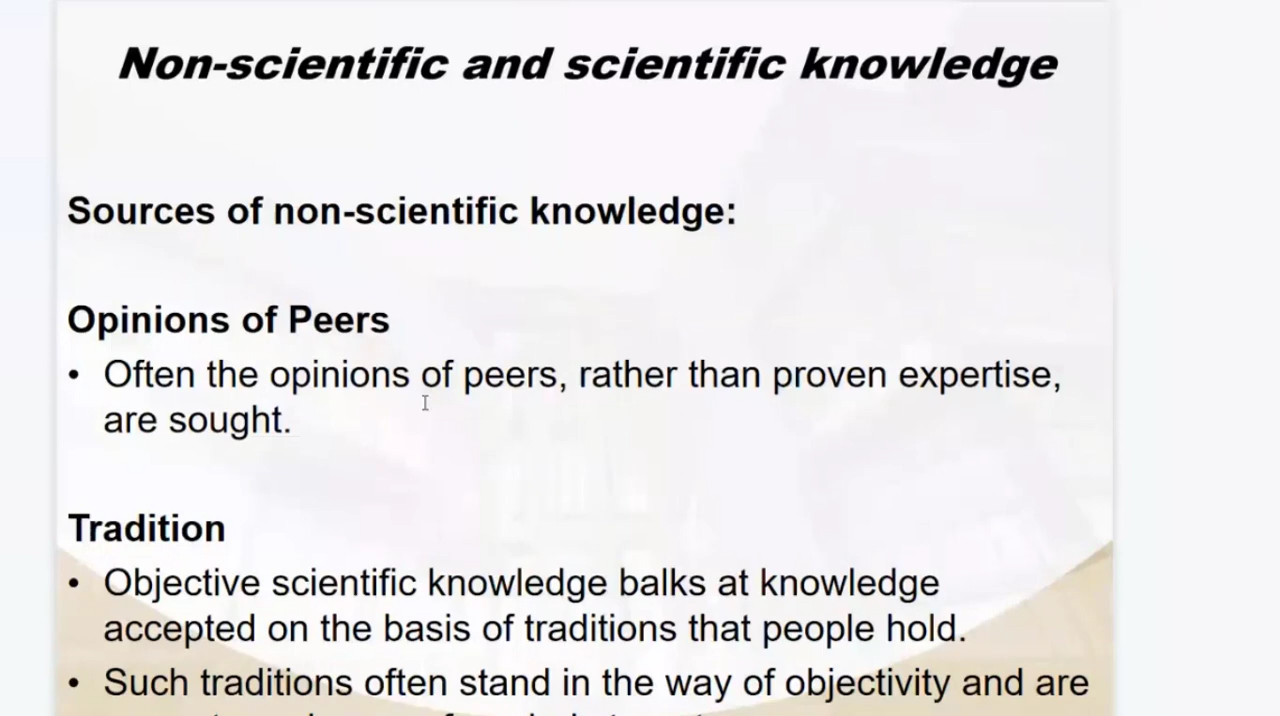 Non-scientific and scientific knowledge
Sources of non-scientific knowledge:
Opinions of Peers
• Often the opinions of peers, rather than proven expertise,
are sought.
Tradition
• Objective scientific knowledge balks at knowledge
accepted on the basis of traditions that people hold.
• Such traditions often stand in the way of objectivity and are